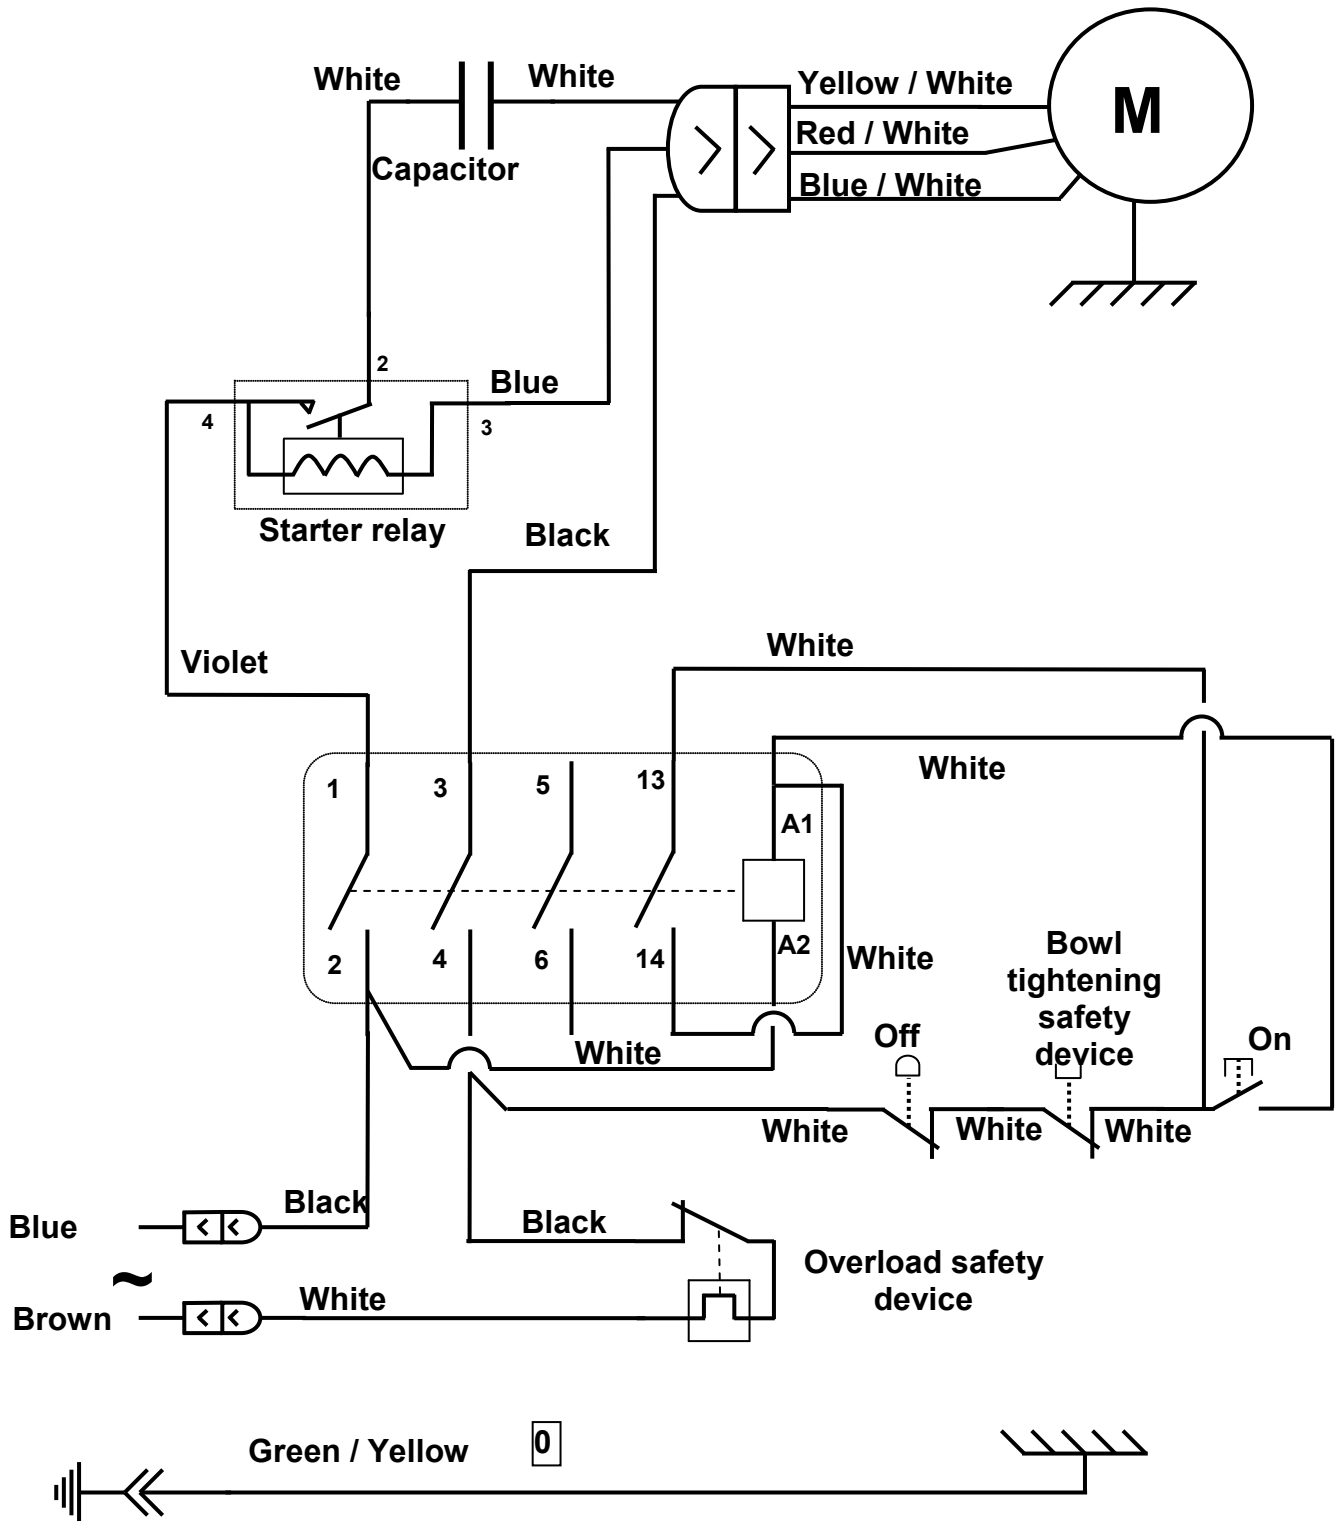 White
White
Yellow / White
M
Red / White
Capacitor
Blue / White
2
Blue
4
3
Starter relay
Black
White
Violet
White
1
3
5
13
A1
2
4
6
14
A2
White
Bowl
tightening
safety
device
Off
On
White
White
White
White
Black
Blue
Black
Overload safety
device
~
Brown
White
Green / Yellow
0